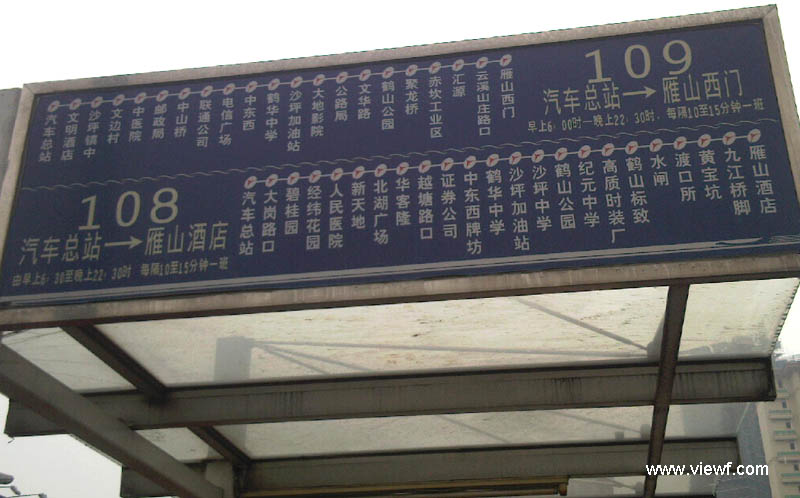 汽车总站
文明酒店
沙坪镇中
文边村
中医院
邮政局
中山桥
联通公司
电信广场
中东西
鹤华中学
沙坪加油站
大地影院
公路局
文华路
鹤山公园
聚龙桥
赤坎工业区
汇源
云溪山庄路口
雁山西门
109
汽车总站→雁山西门
早上6:00时一晚上22:30时, 每隔10至15分钟一班
108
汽车总站→雁山酒店
由早上6:30至晚上22:30时 每隔10至15分钟一班
汽车总站
大岗路口
碧桂园
经纬花园
人民医院
新天地
北湖广场
华客隆
越塘路口
证券公司
中东西牌坊
鹤华中学
沙坪加油站
沙坪中学
鹤山公园
纪元中学
高质时装厂
鹤山标致
水闸
渡口所
黄宝坑
九江桥脚
雁山酒店
www.viewf.com